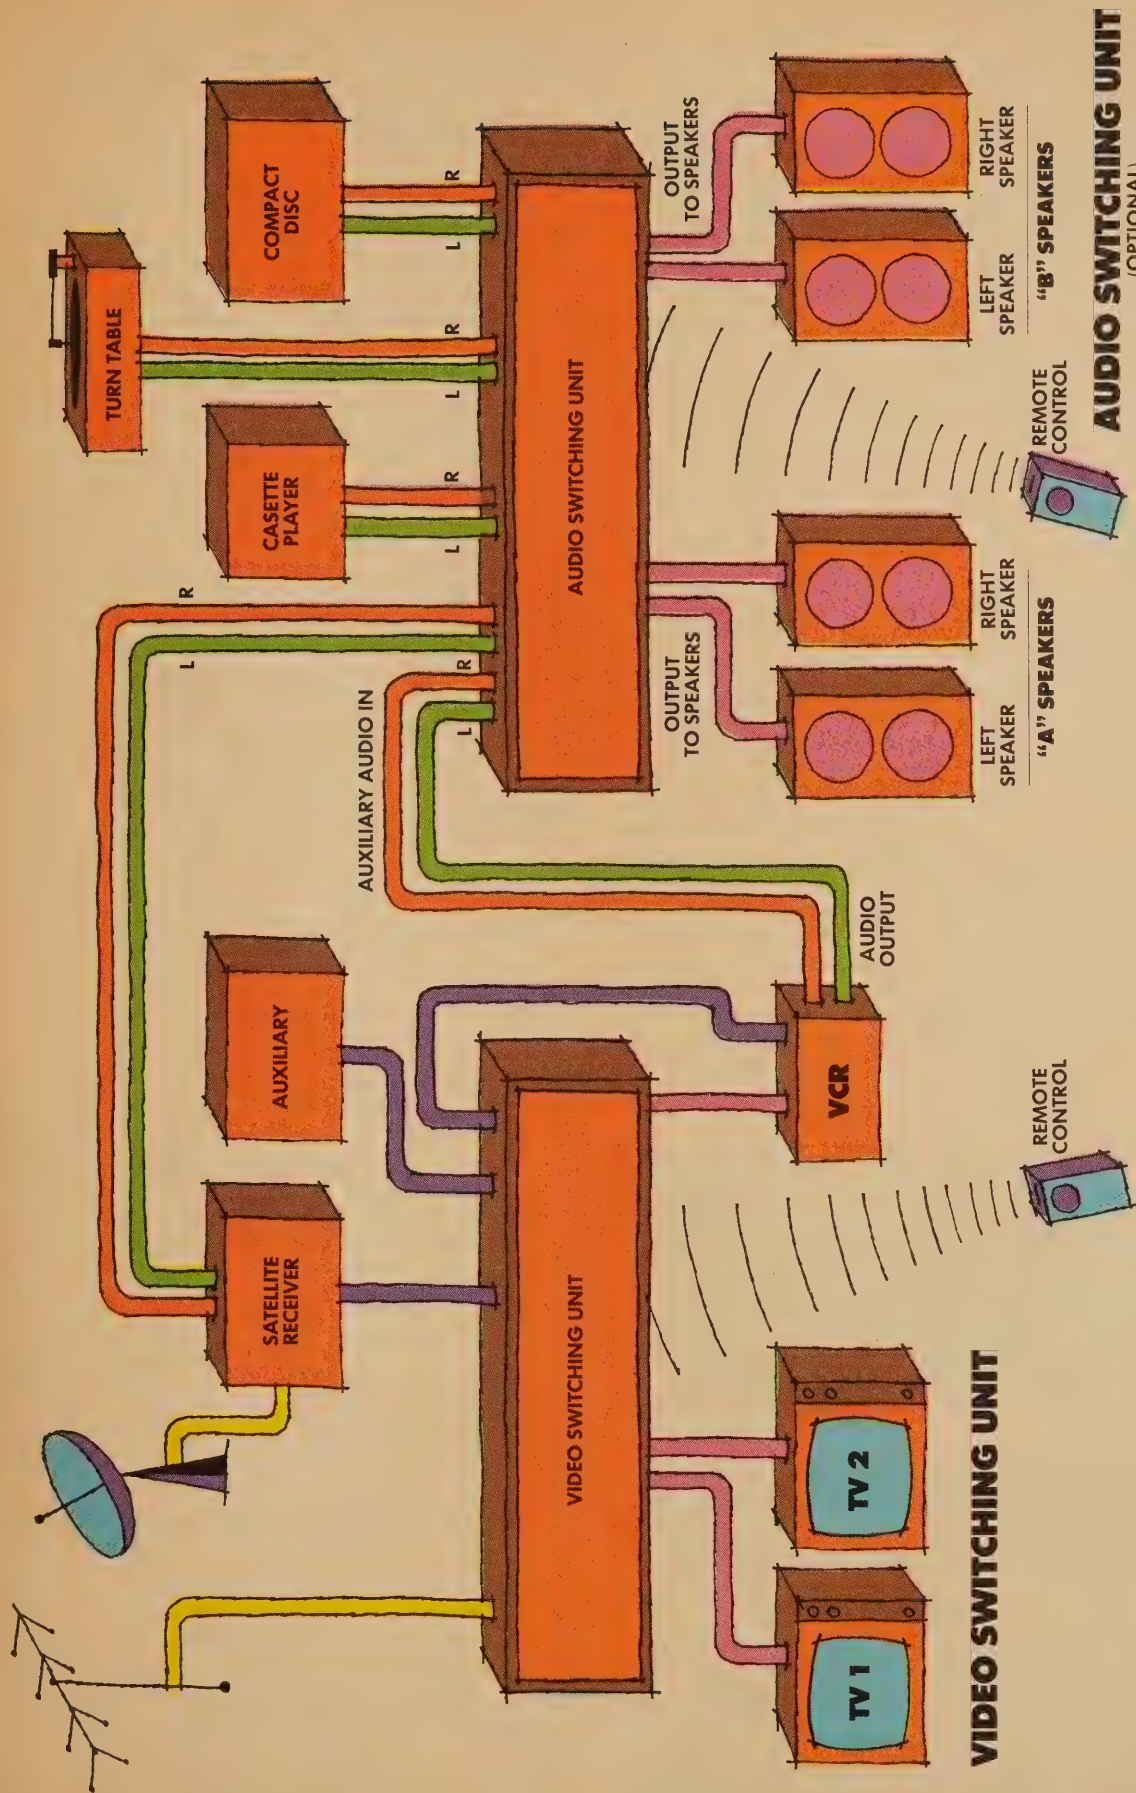 TURN TABLE
COMPACT
DISC
CASETTE
PLAYER
AUXILIARY
SATELLITE
RECEIVER
R
L
R
L
R
L
R
L
AUXILIARY AUDIO IN
R
L
VIDEO SWITCHING UNIT
AUDIO SWITCHING UNIT
OUTPUT
TO SPEAKERS
OUTPUT
TO SPEAKERS
TV 1
TV 2
VCR
AUDIO
OUTPUT
LEFT
SPEAKER
RIGHT
SPEAKER
"A" SPEAKERS
LEFT
SPEAKER
RIGHT
SPEAKER
"B" SPEAKERS
REMOTE
CONTROL
REMOTE
CONTROL
VIDEO SWITCHING UNIT
AUDIO SWITCHING UNIT
(OPTIONAL)